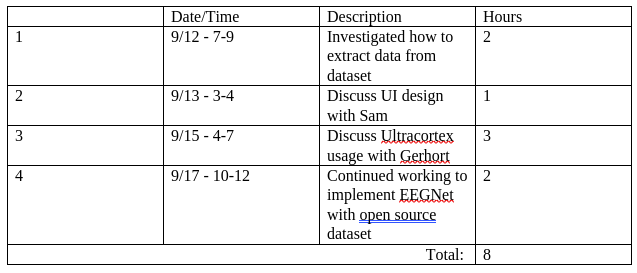 Date/Time Description Hours
1 9/12 - 7-9 Investigated how to 2
extract data from
dataset
2 9/13 - 3-4 Discuss UI design 1
with Sam
3 9/15 - 4-7 Discuss Ultracortex 3
usage with Gerhort
4 9/17 - 10-12 Continued working to 2
implement EEGNet
with open source
dataset
Total: 8